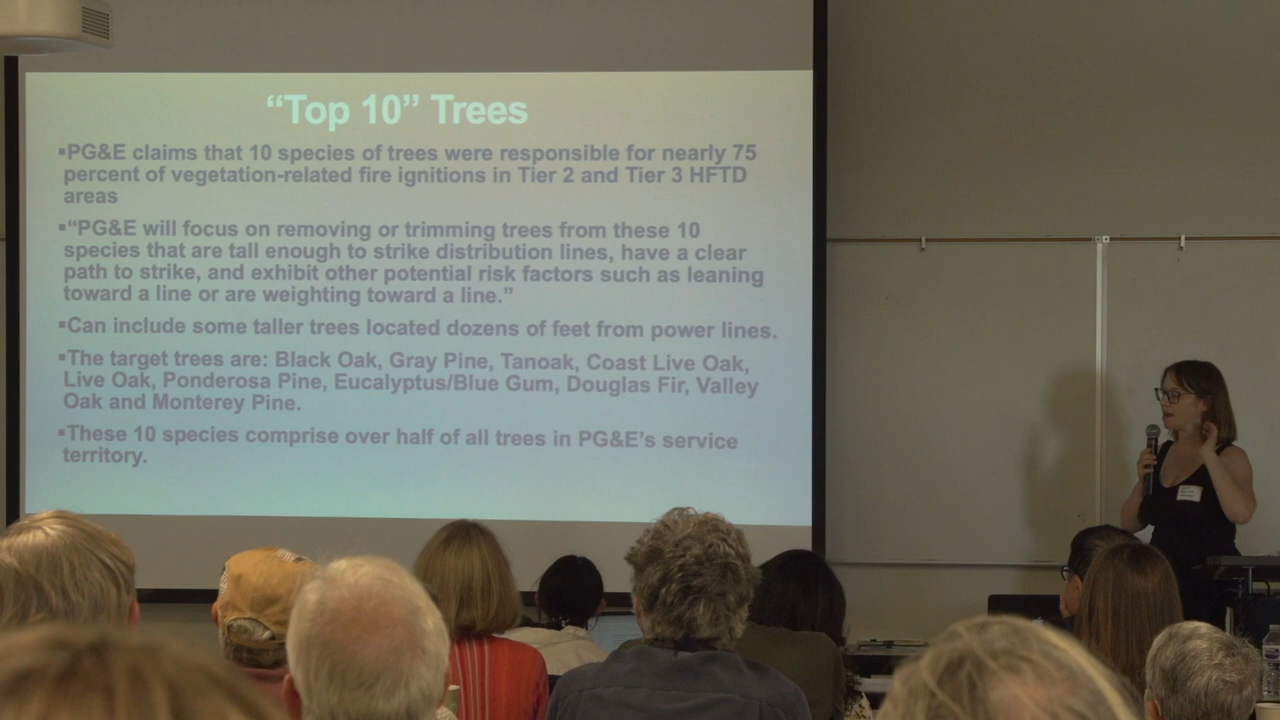 “Top 10” Trees
▪PG&E claims that 10 species of trees were responsible for nearly 75
percent of vegetation-related fire ignitions in Tier 2 and Tier 3 HFTD
areas
▪“PG&E will focus on removing or trimming trees from these 10
species that are tall enough to strike distribution lines, have a clear
path to strike, and exhibit other potential risk factors such as leaning
toward a line or are weighting toward a line.”
▪Can include some taller trees located dozens of feet from power lines.
▪The target trees are: Black Oak, Gray Pine, Tanoak, Coast Live Oak,
Live Oak, Ponderosa Pine, Eucalyptus/Blue Gum, Douglas Fir, Valley
Oak and Monterey Pine.
▪These 10 species comprise over half of all trees in PG&E’s service
territory.